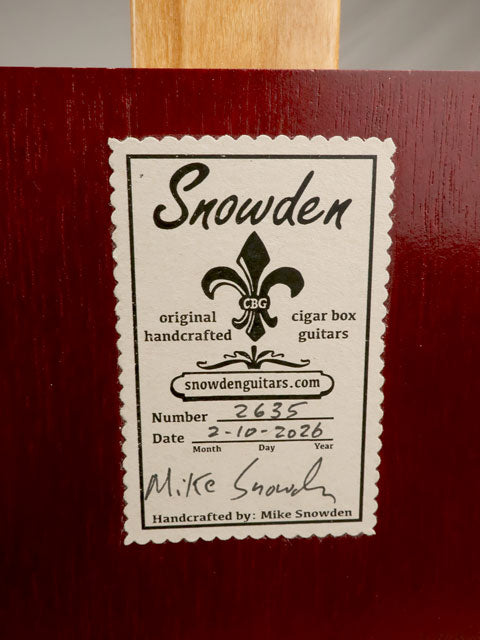 Snowden
CBG
original cigar box
handcrafted guitars
snowdenguitars.com
Number 2635
Date 2-10-2026
Month Day Year
Mike Snowden
Handcrafted by: Mike Snowden